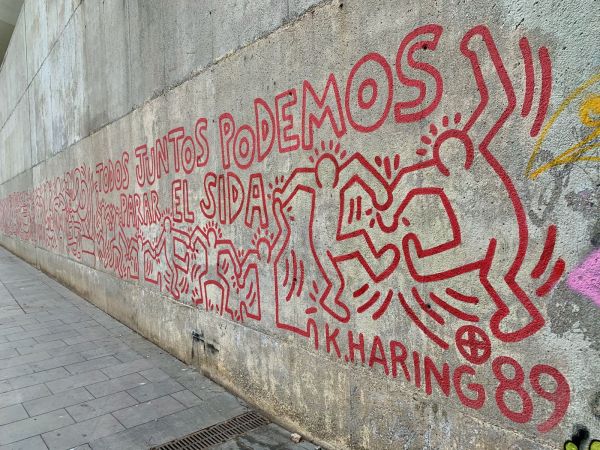 TODOS JUNTOS PODEMOS
PARAR EL SIDA
K.HARING 89